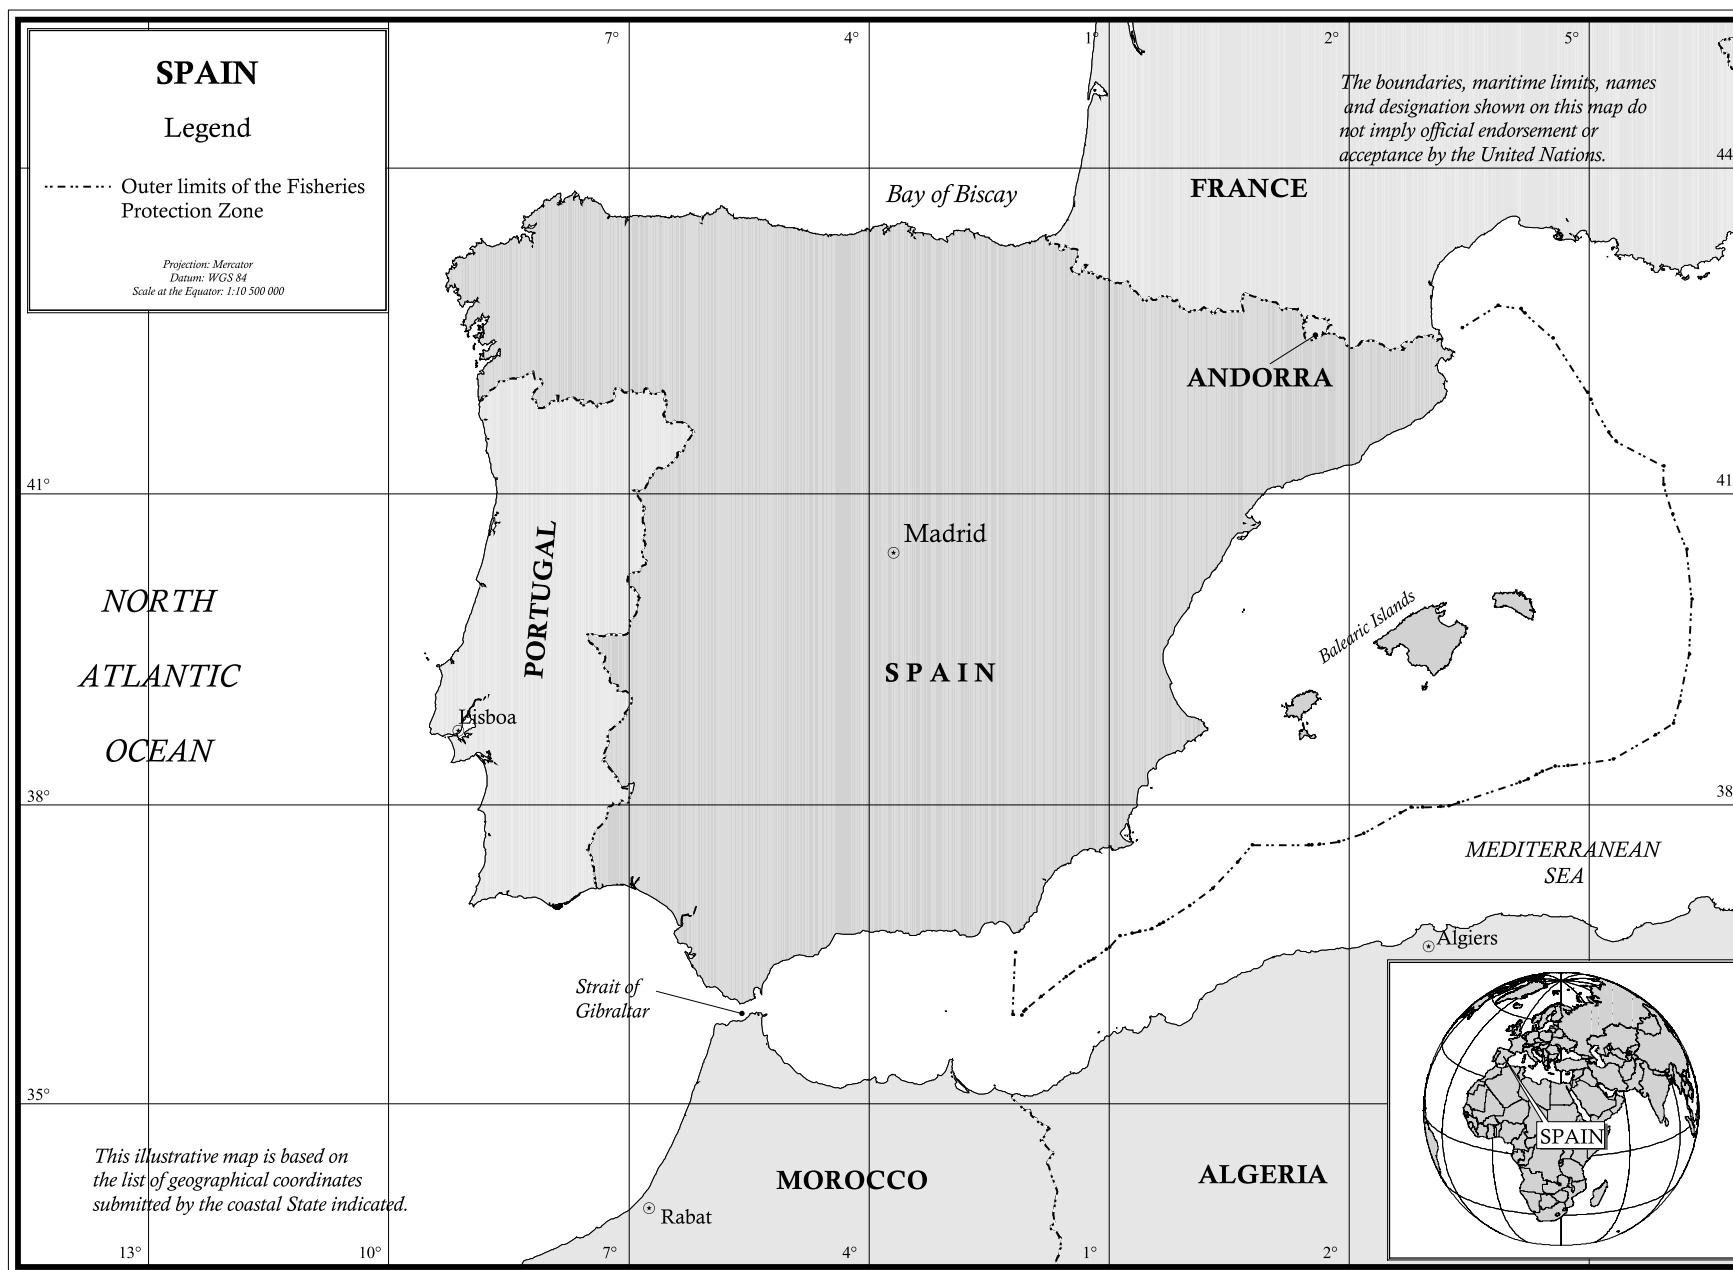 SPAIN
Legend
Outer limits of the Fisheries
Protection Zone
Projection: Mercator
Datum: WGS 84
Scale at the Equator: 1:10 500 000
7°
4°
1°
2°
5°
The boundaries, maritime limits, names
and designation shown on this map do
not imply official endorsement or
acceptance by the United Nations.
44
Bay of Biscay
FRANCE
ANDORRA
41°
41
Madrid
NORTH
ATLANTIC
OCEAN
PORTUGAL
Balearic Islands
SPAIN
Lisboa
38°
38
MEDITERRANEAN
SEA
Algiers
Strait of
Gibraltar
35°
SPAIN
This illustrative map is based on
the list of geographical coordinates
submitted by the coastal State indicated.
MOROCCO
ALGERIA
Rabat
13°
10°
7°
4°
1°
2°